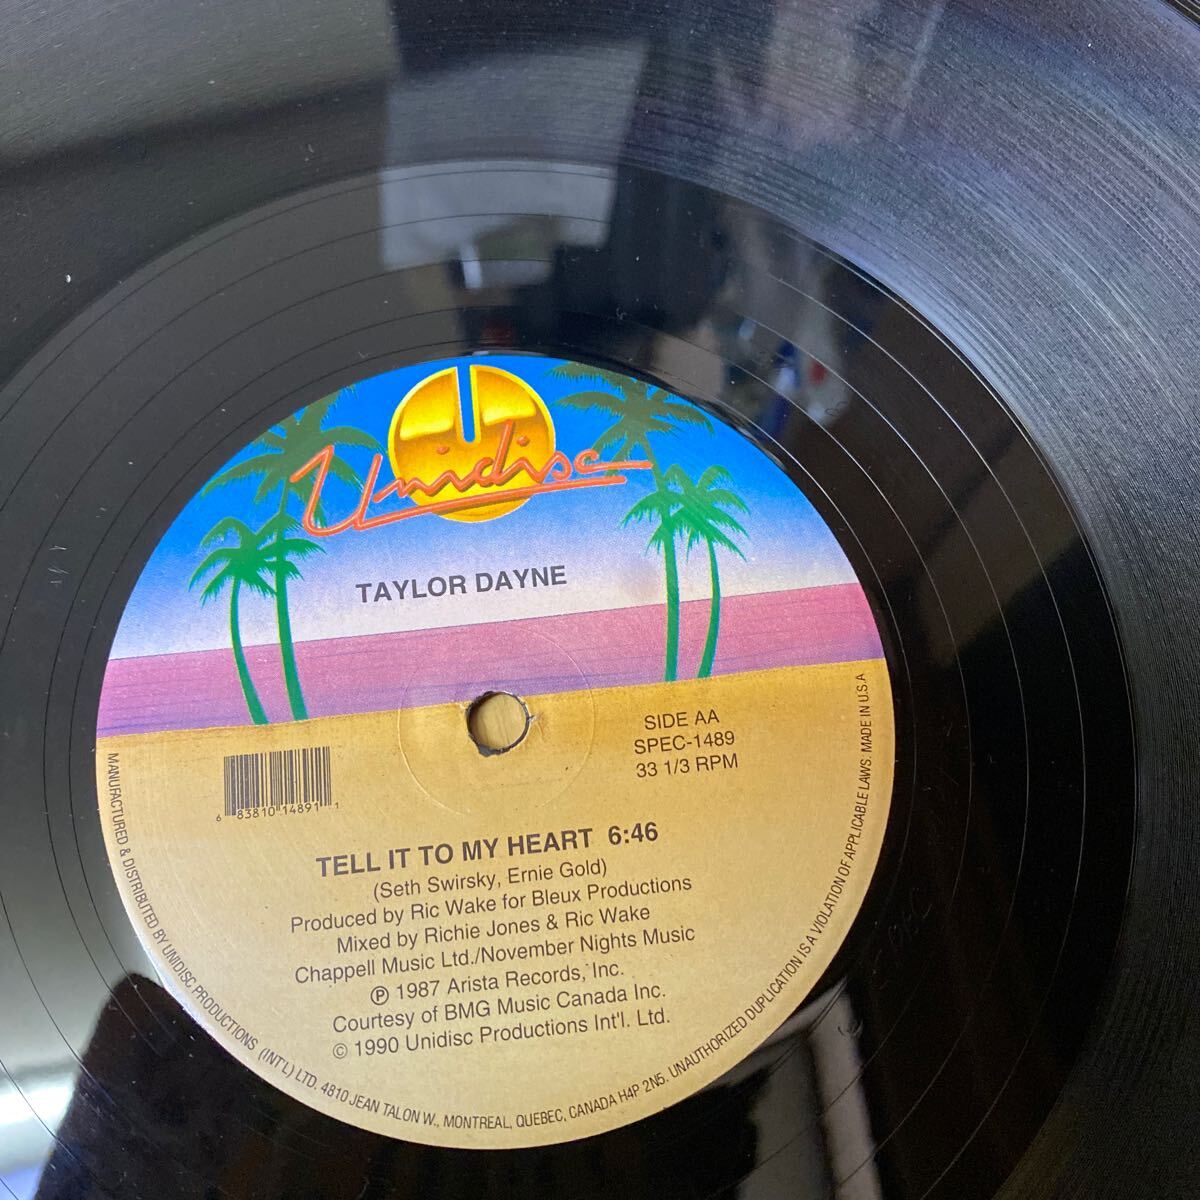 Unidisc
TAYLOR DAYNE
SIDE AA
SPEC-1489
33 1/3 RPM
6 83810 14891 1
TELL IT TO MY HEART 6:46
(Seth Swirsky, Ernie Gold)
Produced by Ric Wake for Bleux Productions
Mixed by Richie Jones & Ric Wake
Chappell Music Ltd./November Nights Music
℗ 1987 Arista Records, Inc.
Courtesy of BMG Music Canada Inc.
© 1990 Unidisc Productions Int'l. Ltd.
MANUFACTURED & DISTRIBUTED BY UNIDISC PRODUCTIONS (INT'L) LTD. 4810 JEAN TALON W., MONTREAL, QUEBEC, CANADA H4P 2N5. UNAUTHORIZED DUPLICATION IS A VIOLATION OF APPLICABLE LAWS. MADE IN U.S.A